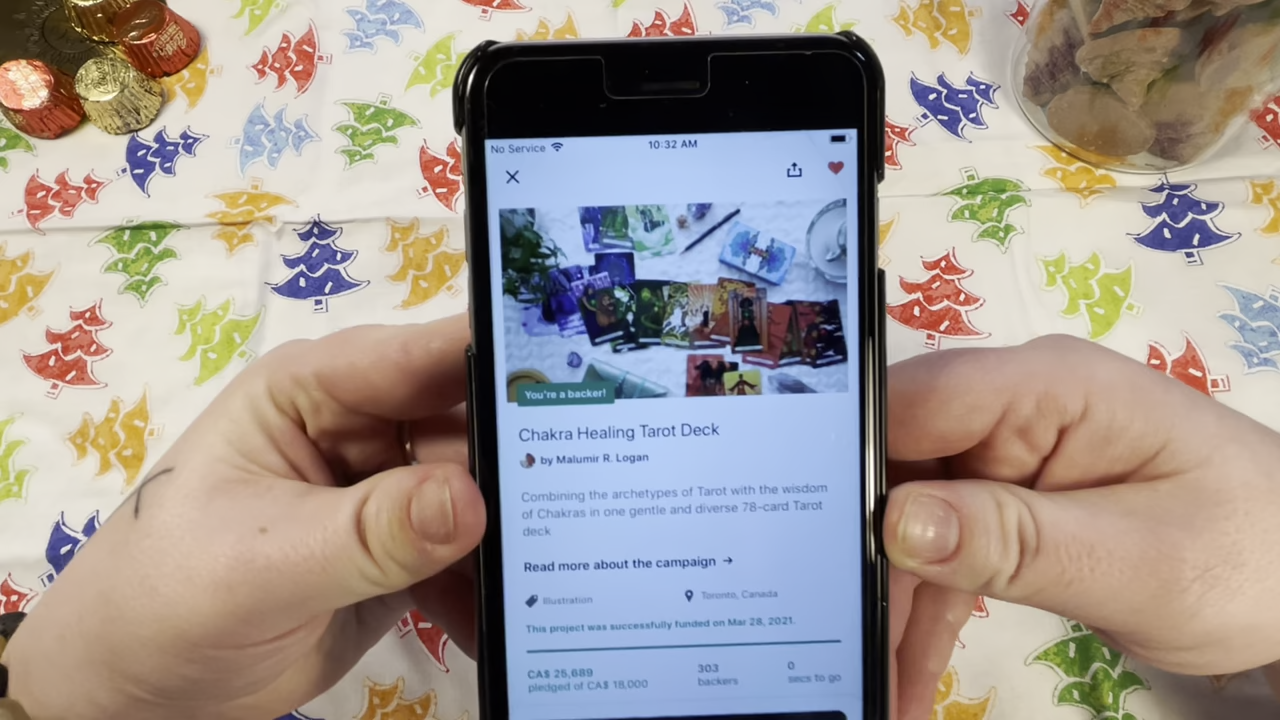 No Service
10:32 AM
You're a backer!
Chakra Healing Tarot Deck
by Malumir R. Logan
Combining the archetypes of Tarot with the wisdom
of Chakras in one gentle and diverse 78-card Tarot
deck
Read more about the campaign →
Illustration
Toronto, Canada
This project was successfully funded on Mar 28, 2021.
CA$ 25,689
pledged of CA$ 18,000
303
backers
0
secs to go